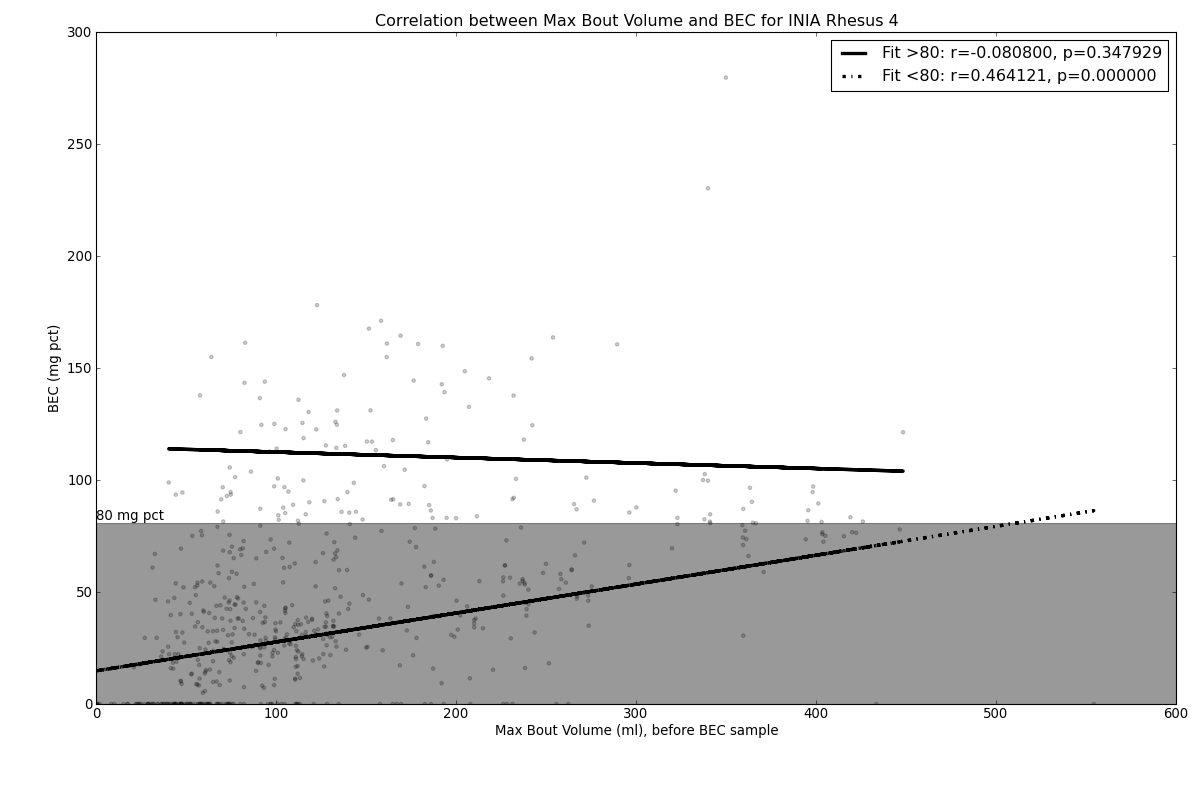 Correlation between Max Bout Volume and BEC for INIA Rhesus 4
Fit >80: r=-0.080800, p=0.347929
Fit <80: r=0.464121, p=0.000000
300
250
200
150
100
50
0
BEC (mg pct)
80 mg pct
0 100 200 300 400 500 600
Max Bout Volume (ml), before BEC sample